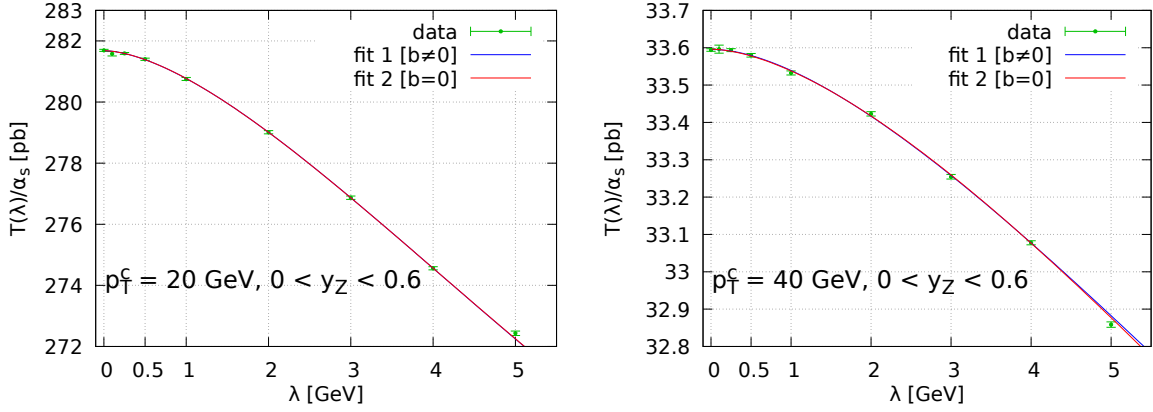 283
282
280
278
276
274
272
T(λ)/αs [pb]
data
fit 1 [b≠0]
fit 2 [b=0]
p_T^c = 20 GeV, 0 < y_Z < 0.6
0 0.5 1 2 3 4 5
λ [GeV]
33.7
33.6
33.5
33.4
33.3
33.2
33.1
33
32.9
32.8
T(λ)/αs [pb]
data
fit 1 [b≠0]
fit 2 [b=0]
p_T^c = 40 GeV, 0 < y_Z < 0.6
0 0.5 1 2 3 4 5
λ [GeV]